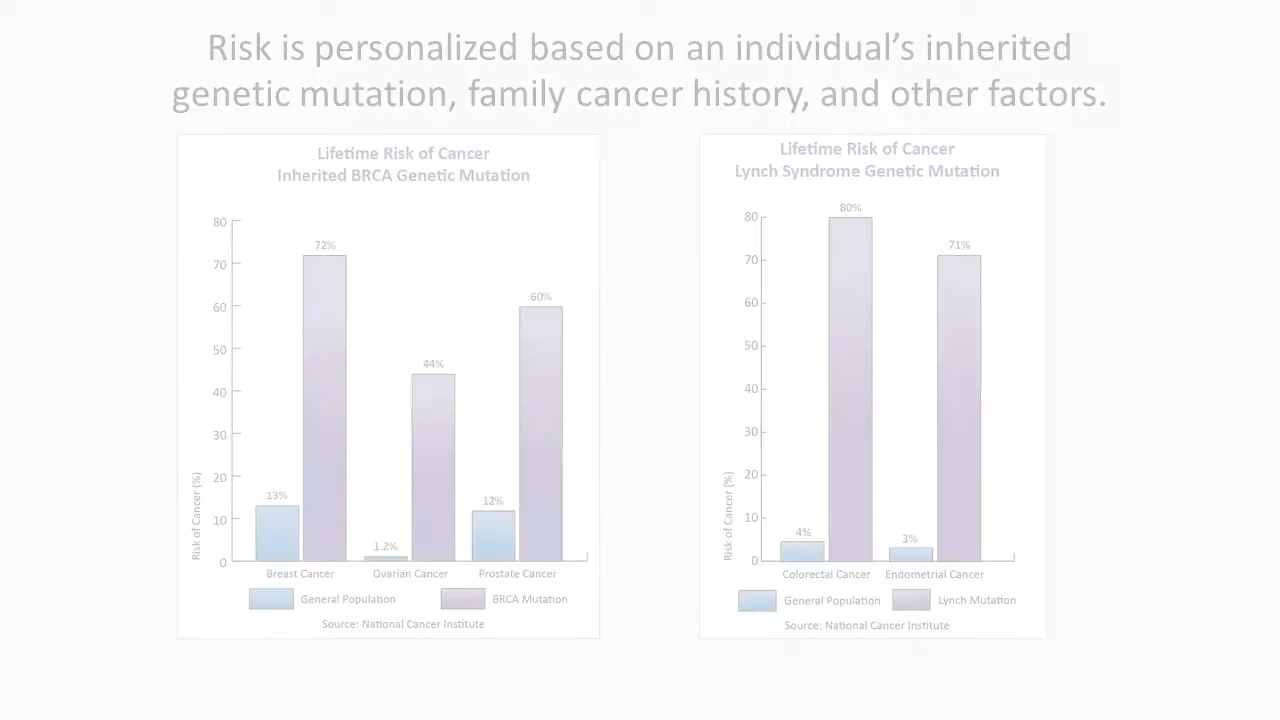 Risk is personalized based on an individual’s inherited
genetic mutation, family cancer history, and other factors.
Lifetime Risk of Cancer
Inherited BRCA Genetic Mutation
80
70
60
50
40
30
20
10
0
Risk of Cancer (%)
13%
72%
1.2%
44%
12%
60%
Breast Cancer
Ovarian Cancer
Prostate Cancer
General Population
BRCA Mutation
Source: National Cancer Institute
Lifetime Risk of Cancer
Lynch Syndrome Genetic Mutation
80
70
60
50
40
30
20
10
0
Risk of Cancer (%)
4%
80%
3%
71%
Colorectal Cancer
Endometrial Cancer
General Population
Lynch Mutation
Source: National Cancer Institute